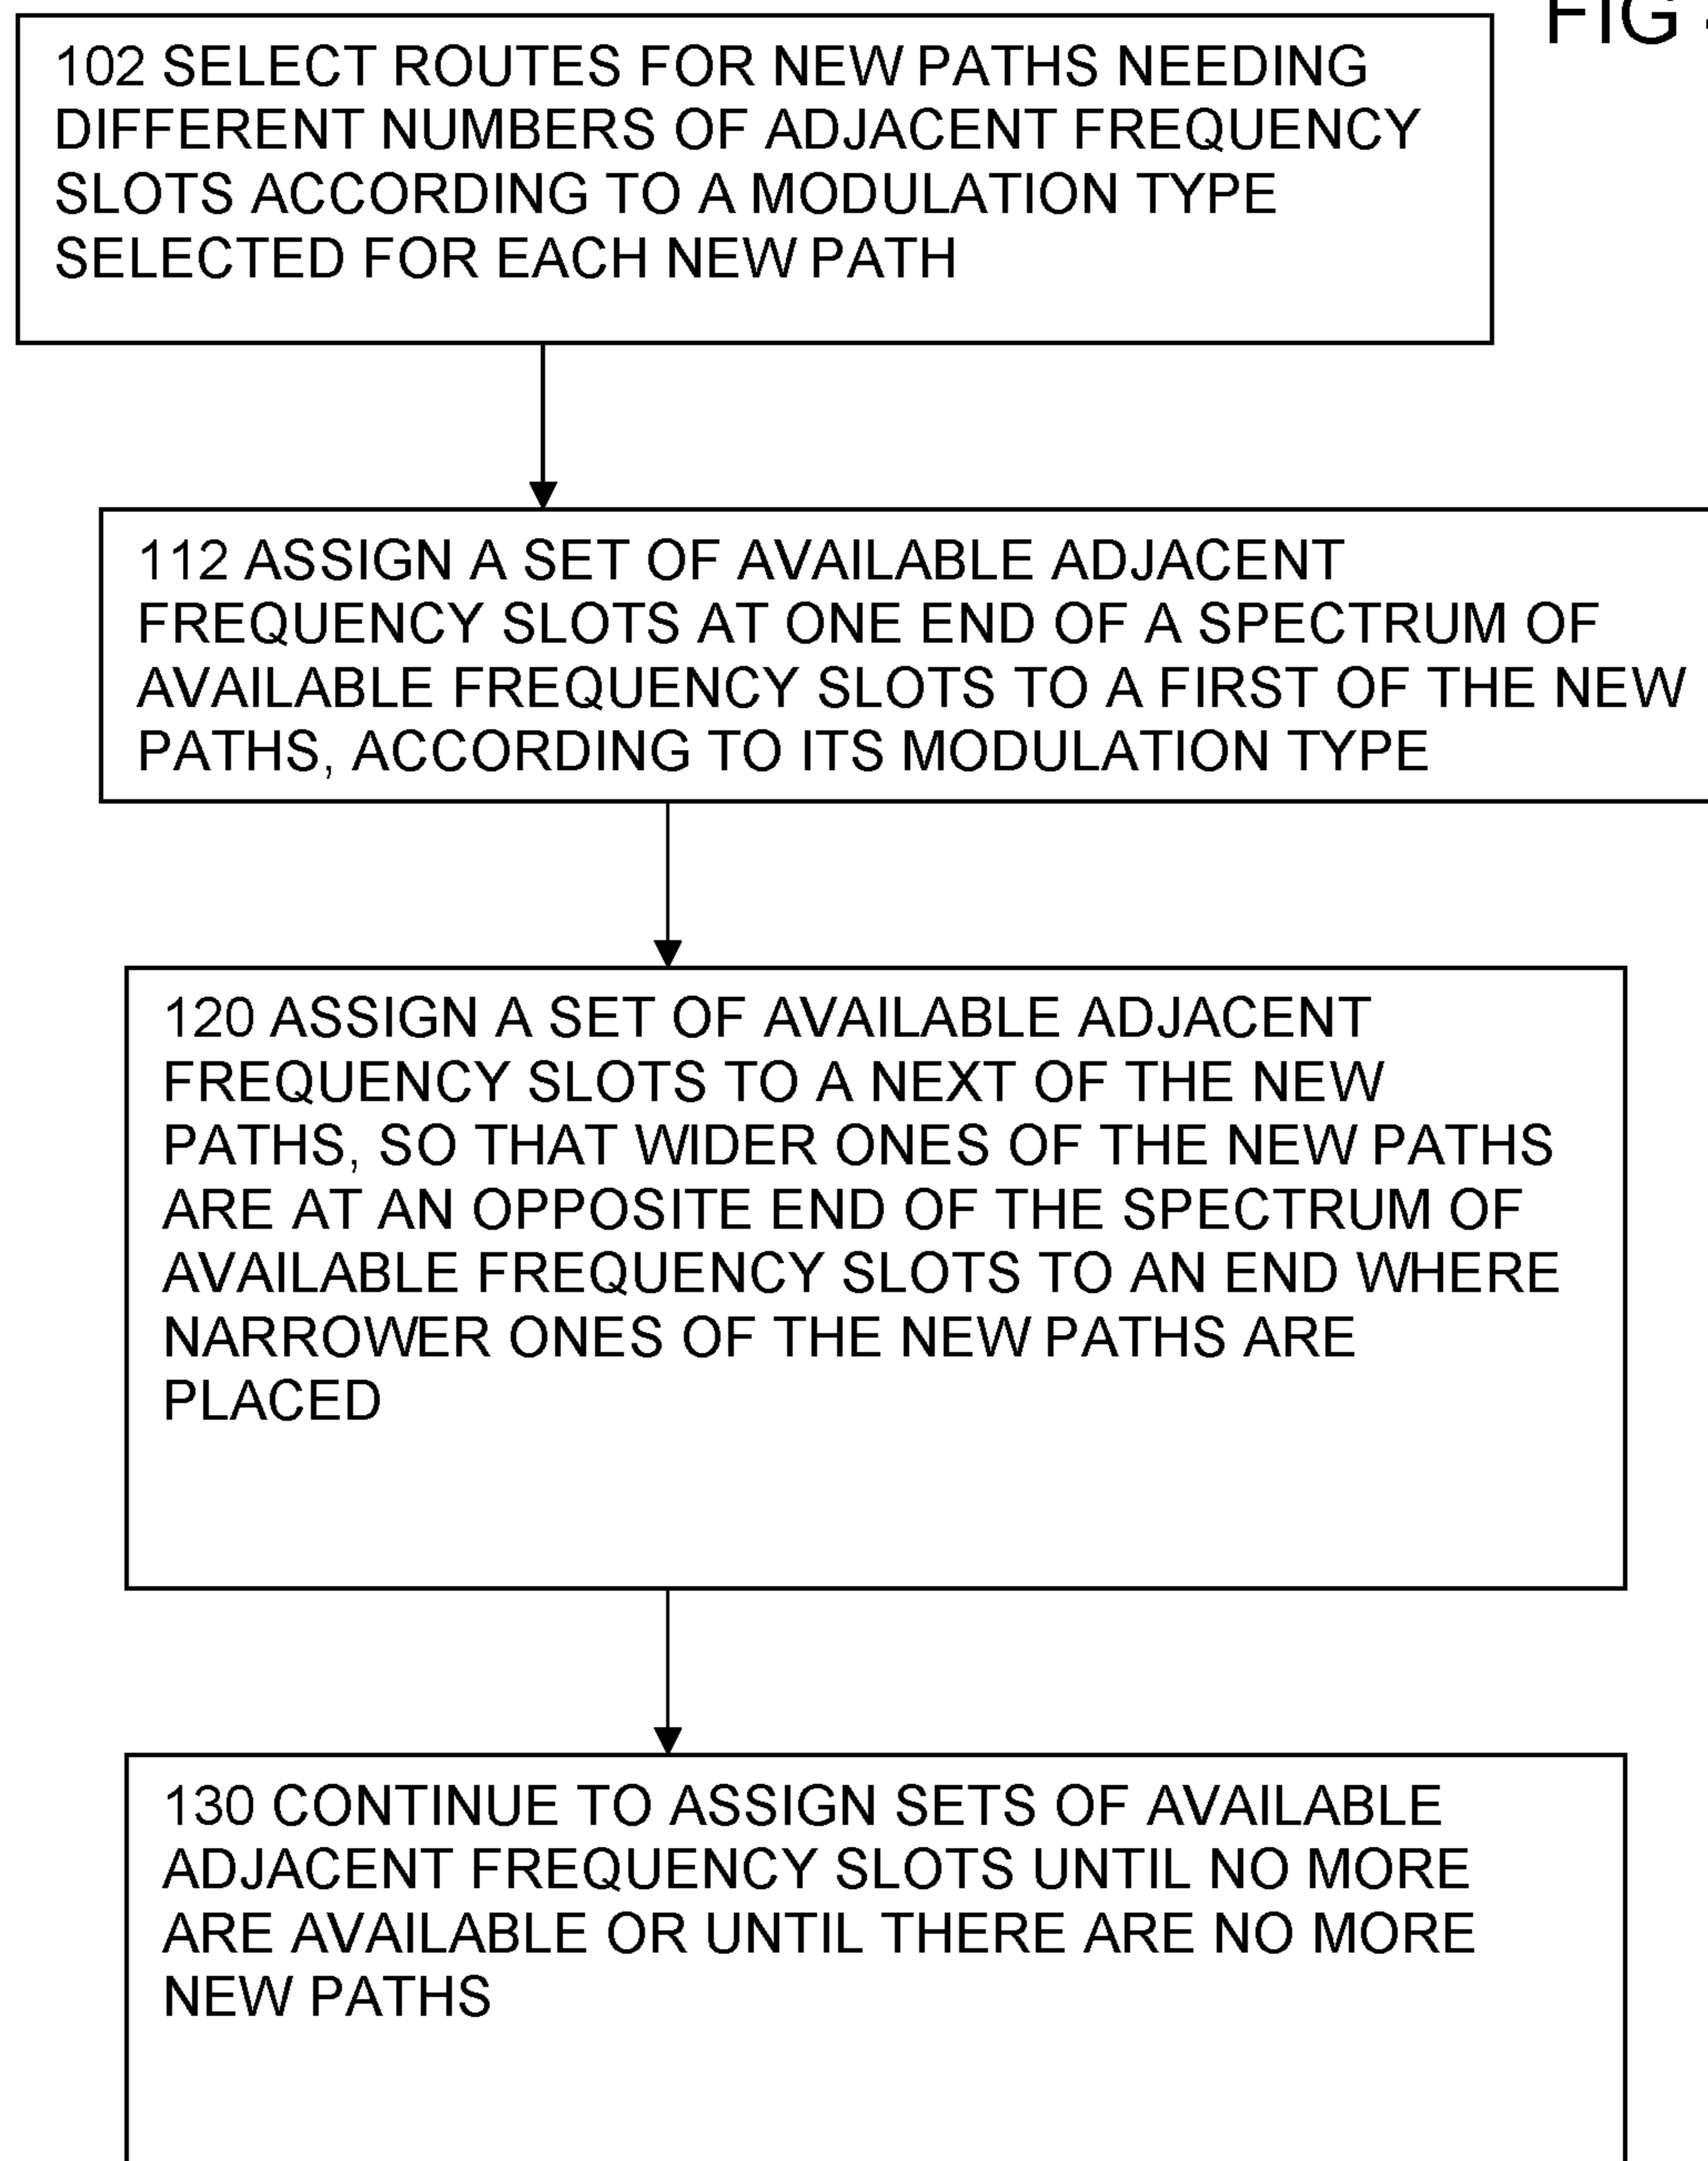 FIG
102 SELECT ROUTES FOR NEW PATHS NEEDING
DIFFERENT NUMBERS OF ADJACENT FREQUENCY
SLOTS ACCORDING TO A MODULATION TYPE
SELECTED FOR EACH NEW PATH
112 ASSIGN A SET OF AVAILABLE ADJACENT
FREQUENCY SLOTS AT ONE END OF A SPECTRUM OF
AVAILABLE FREQUENCY SLOTS TO A FIRST OF THE NEW
PATHS, ACCORDING TO ITS MODULATION TYPE
120 ASSIGN A SET OF AVAILABLE ADJACENT
FREQUENCY SLOTS TO A NEXT OF THE NEW
PATHS, SO THAT WIDER ONES OF THE NEW PATHS
ARE AT AN OPPOSITE END OF THE SPECTRUM OF
AVAILABLE FREQUENCY SLOTS TO AN END WHERE
NARROWER ONES OF THE NEW PATHS ARE
PLACED
130 CONTINUE TO ASSIGN SETS OF AVAILABLE
ADJACENT FREQUENCY SLOTS UNTIL NO MORE
ARE AVAILABLE OR UNTIL THERE ARE NO MORE
NEW PATHS